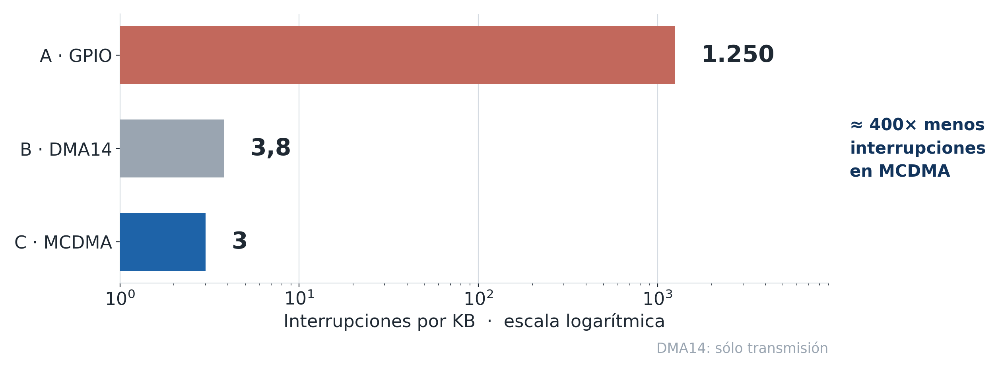 A · GPIO
1.250
B · DMA14
3,8
≈ 400× menos
interrupciones
en MCDMA
C · MCDMA
3
10⁰ 10¹ 10² 10³
Interrupciones por KB · escala logarítmica
DMA14: sólo transmisión